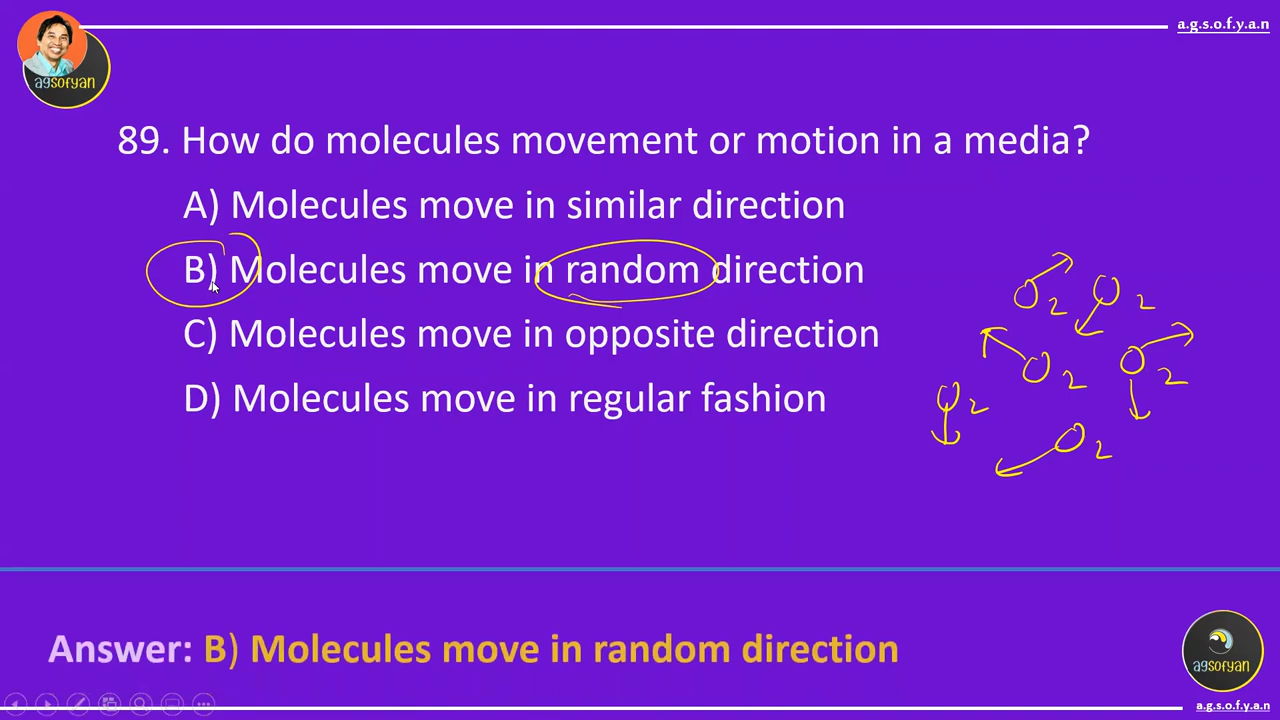 a.g.s.o.f.y.an
agsofyan
89. How do molecules movement or motion in a media?
A) Molecules move in similar direction
B) Molecules move in random direction
C) Molecules move in opposite direction
D) Molecules move in regular fashion
O2 O2
O2 O2
O2
O2
Answer: B) Molecules move in random direction
agsofyan
a.g.s.o.f.y.an